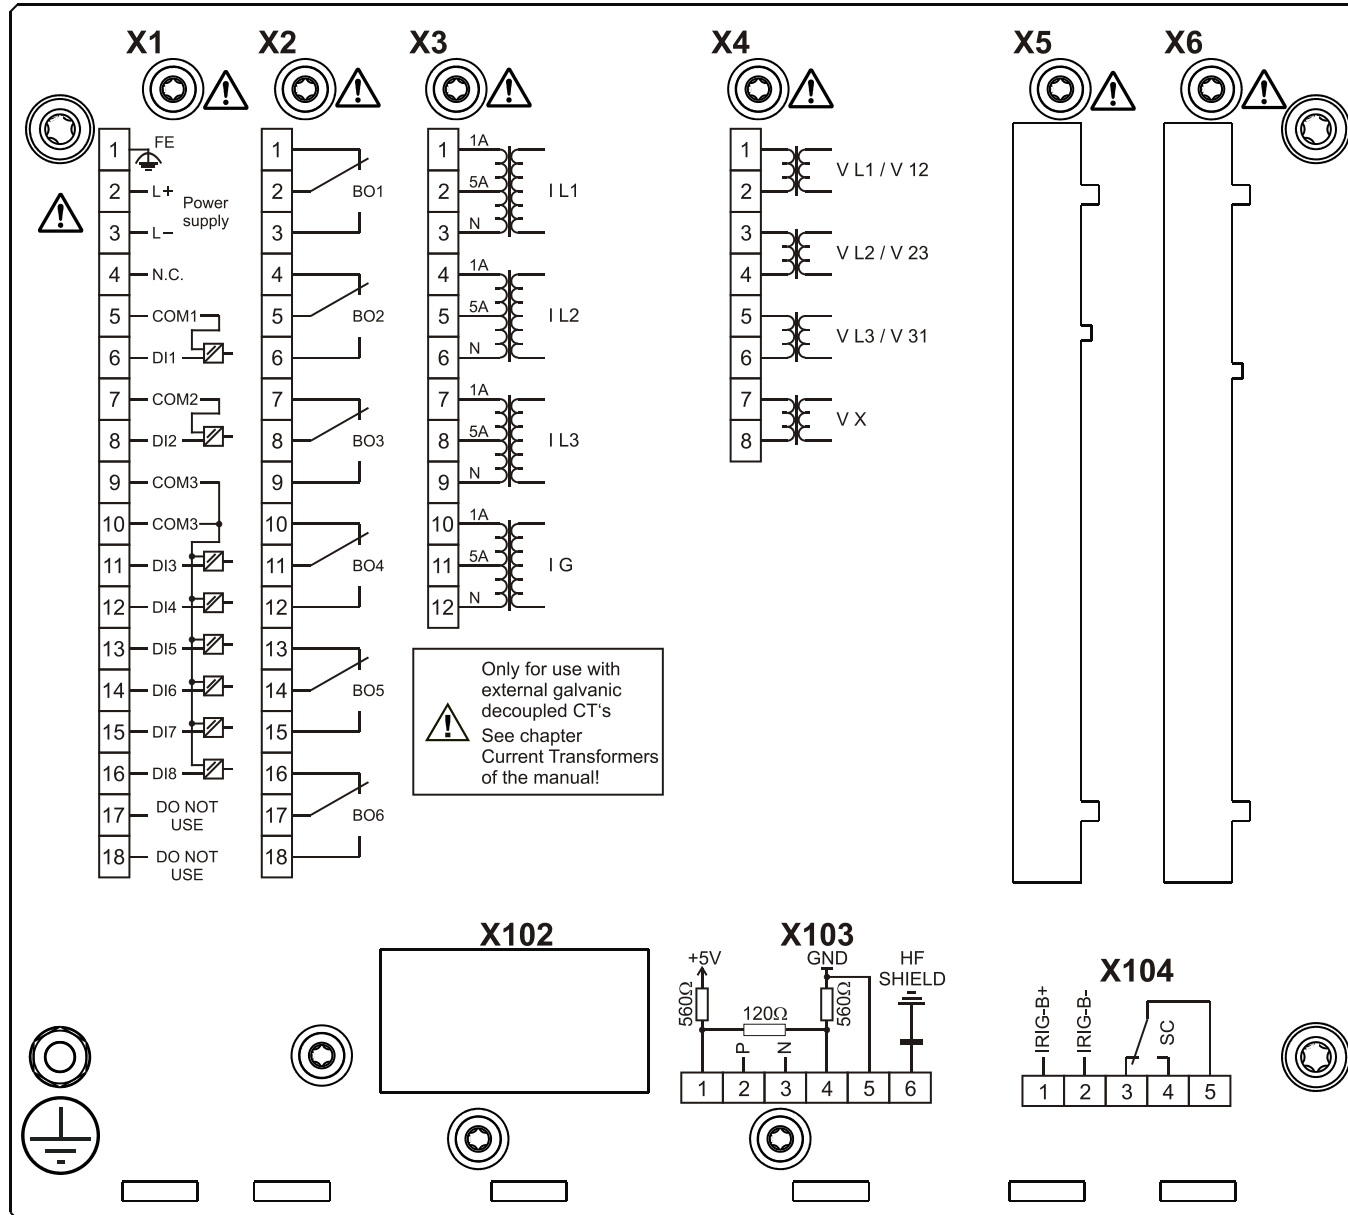 X1
X2
X3
X4
X5
X6
1 FE
2 L+
Power
supply
3 L–
4 N.C.
5 COM1
6 DI1
7 COM2
8 DI2
9 COM3
10 COM3
11 DI3
12 DI4
13 DI5
14 DI6
15 DI7
16 DI8
17 DO NOT
USE
18 DO NOT
USE
1
2 BO1
3
4
5 BO2
6
7
8 BO3
9
10
11 BO4
12
13
14 BO5
15
16
17 BO6
18
1 1A
2 5A I L1
3 N
4 1A
5 5A I L2
6 N
7 1A
8 5A I L3
9 N
10 1A
11 5A I G
12 N
Only for use with
external galvanic
decoupled CT‘s
See chapter
Current Transformers
of the manual!
1
V L1 / V 12
2
3
V L2 / V 23
4
5
V L3 / V 31
6
7
V X
8
X102
X103
+5V
GND
HF
SHIELD
560Ω
120Ω
560Ω
P
N
1 2 3 4 5 6
X104
IRIG-B+
IRIG-B-
SC
1 2 3 4 5